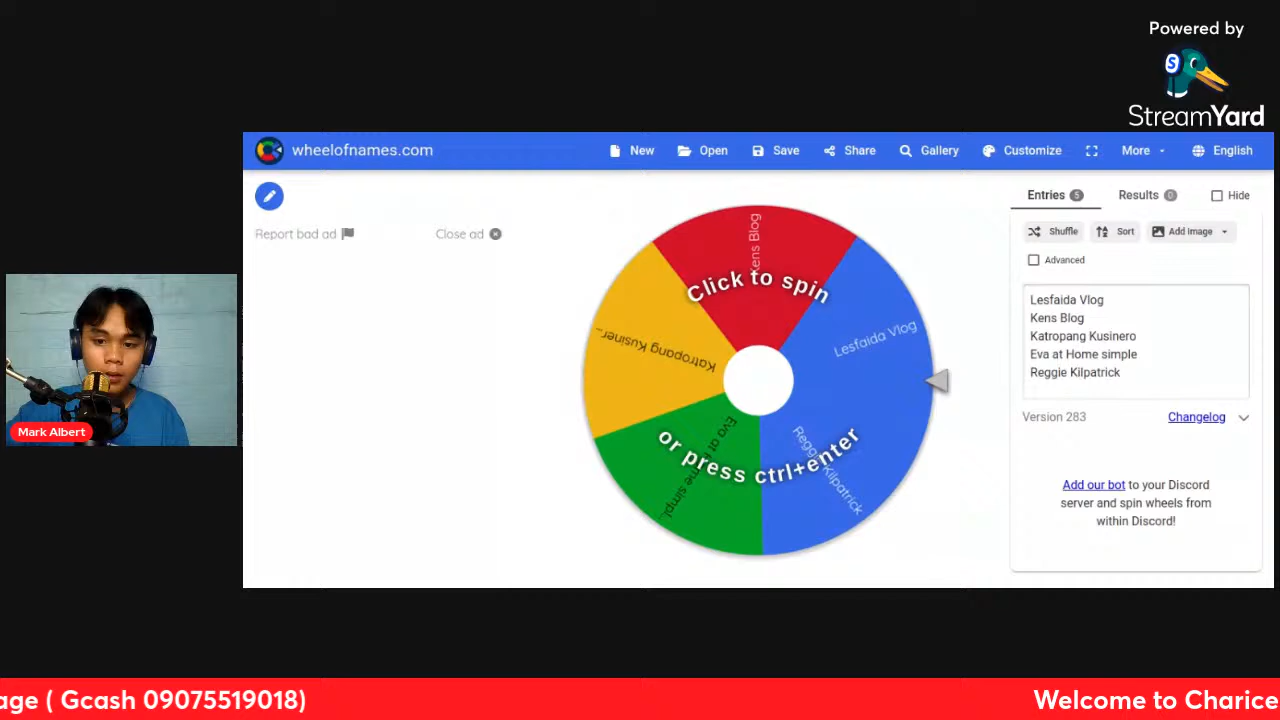 Powered by
StreamYard
wheelofnames.com
New
Open
Save
Share
Gallery
Customize
More
English
Report bad ad
Close ad
Entries 5
Results 0
Hide
Shuffle
Sort
Add image
Advanced
Lesfaida Vlog
Kens Blog
Katropang Kusinero
Eva at Home simple
Reggie Kilpatrick
Version 283
Changelog
Add our bot to your Discord
server and spin wheels from
within Discord!
Kens Blog
Click to spin
Lesfaida Vlog
Katropang Kusiner...
or press ctrl+enter
Reggie Kilpatrick
Eva at Home simpl...
Mark Albert
age ( Gcash 09075519018)
Welcome to Charice